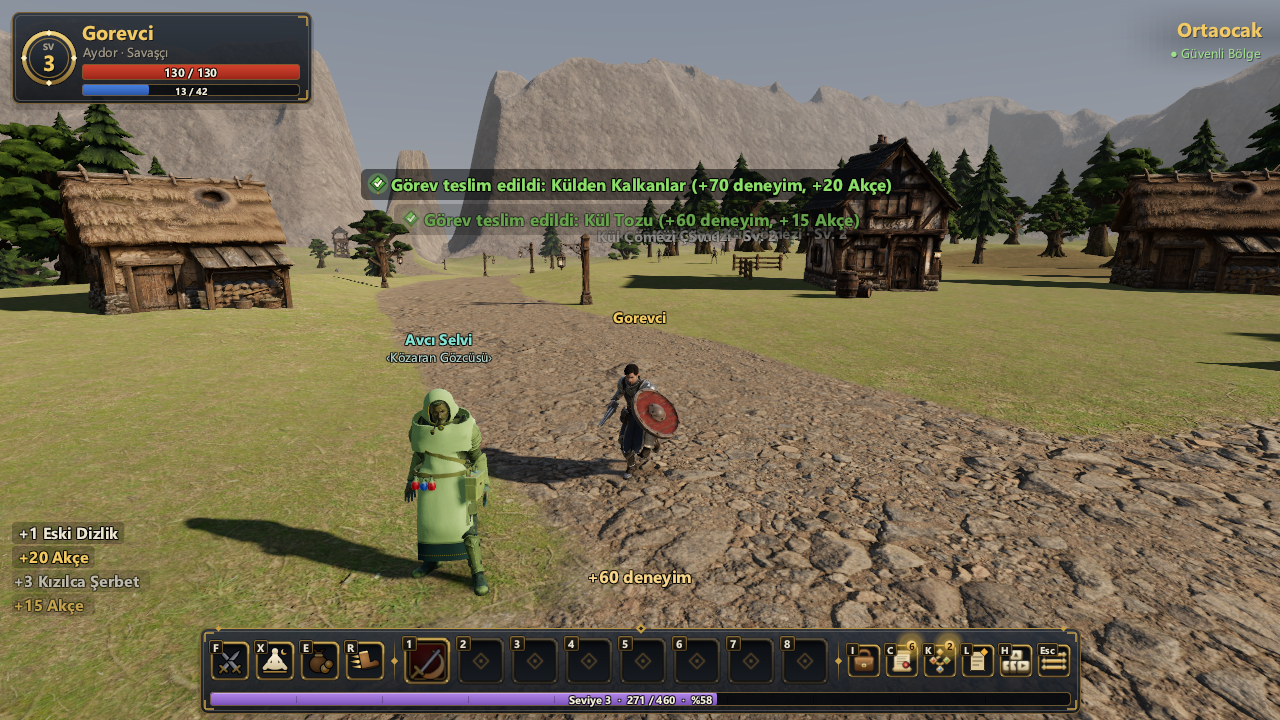 SV
3
Gorevci
Aydor · Savaşçı
130 / 130
13 / 42
Ortaocak
Güvenli Bölge
Görev teslim edildi: Külden Kalkanlar (+70 deneyim, +20 Akçe)
Görev teslim edildi: Kül Tozu (+60 deneyim, +15 Akçe)
Gorevci
Avcı Selvi
‹Közaran Gözcüsü›
+1 Eski Dizlik
+20 Akçe
+3 Kızılca Şerbet
+15 Akçe
+60 deneyim
F X E R 1 2 3 4 5 6 7 8 I C 6 K 2 L H Esc
Seviye 3 · 271 / 460 · %58